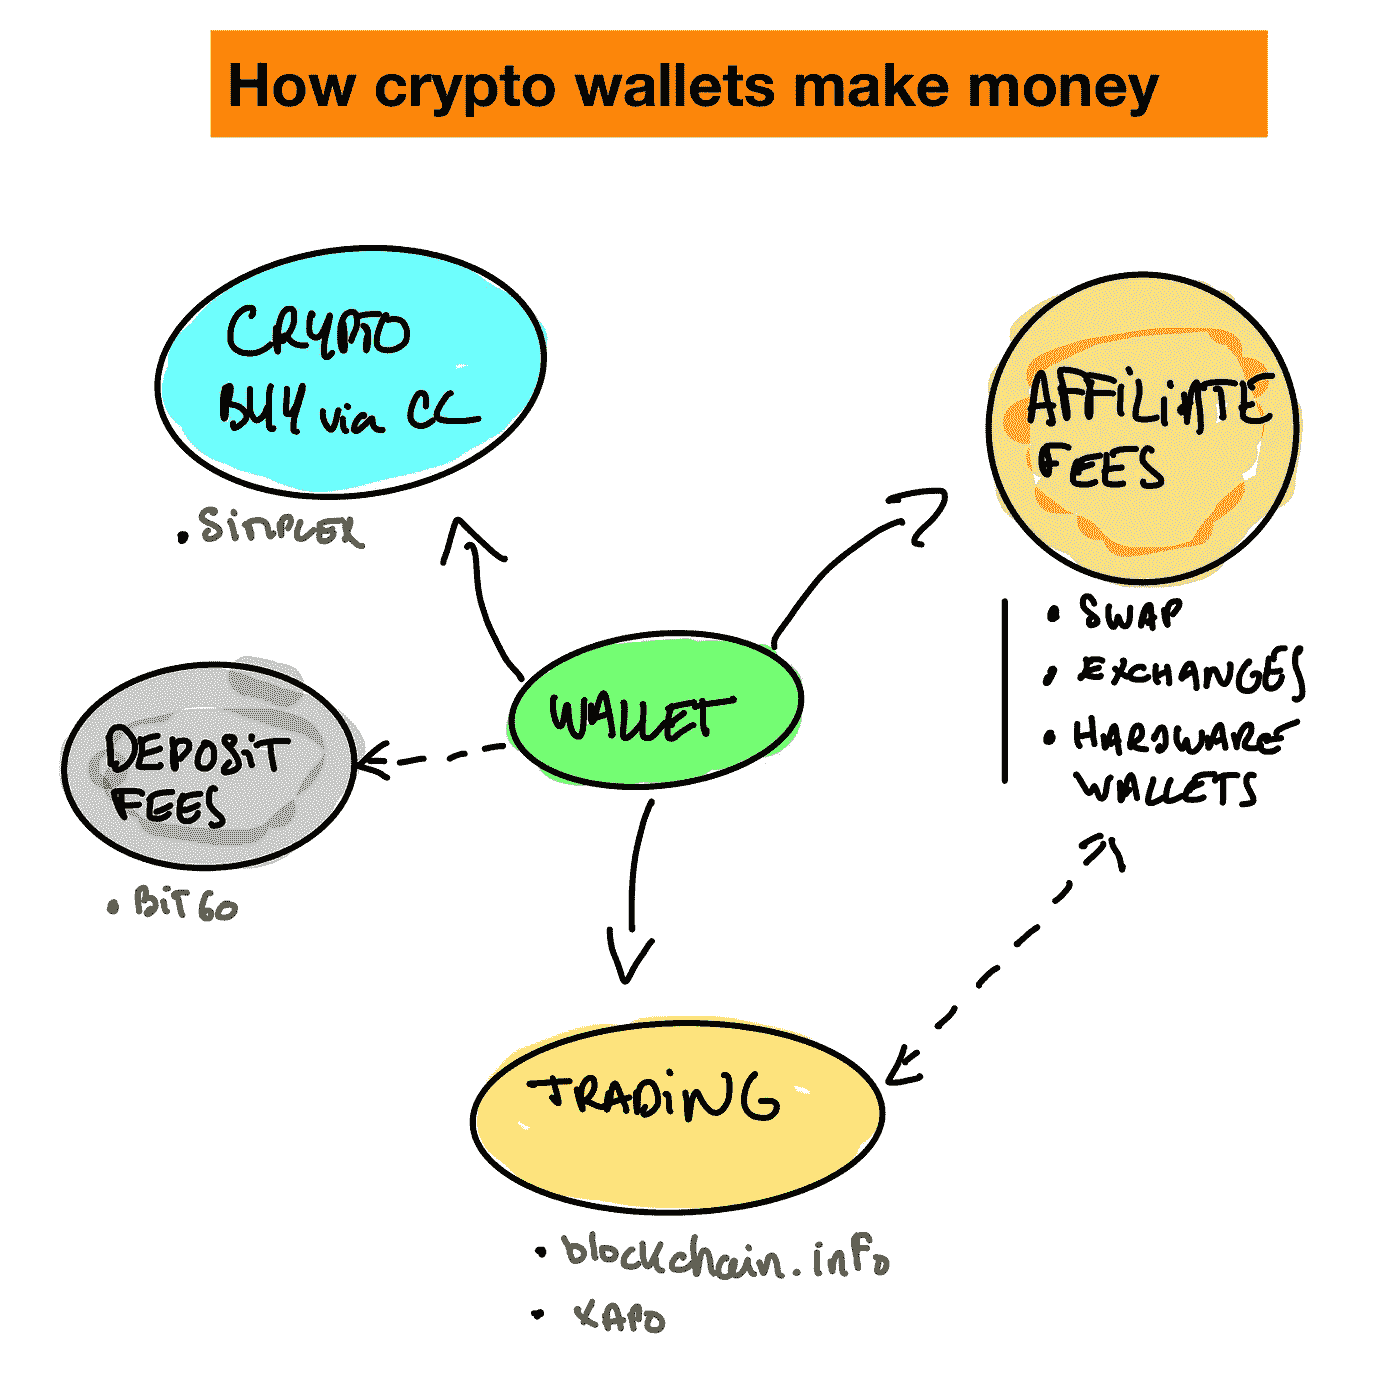 How crypto wallets make money
CRYPTO
BUY via CC
• SIMPLEX
AFFILIATE
FEES
• SWAP
• EXCHANGES
• HARDWARE
WALLETS
WALLET
DEPOSIT
FEES
• BITGO
TRADING
• blockchain.info
• XAPO